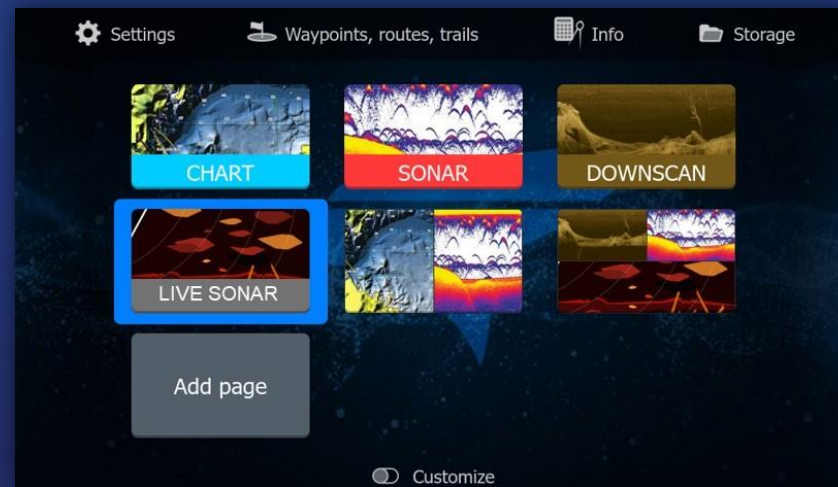 Settings
Waypoints, routes, trails
Info
Storage
CHART
SONAR
DOWNSCAN
LIVE SONAR
Add page
Customize